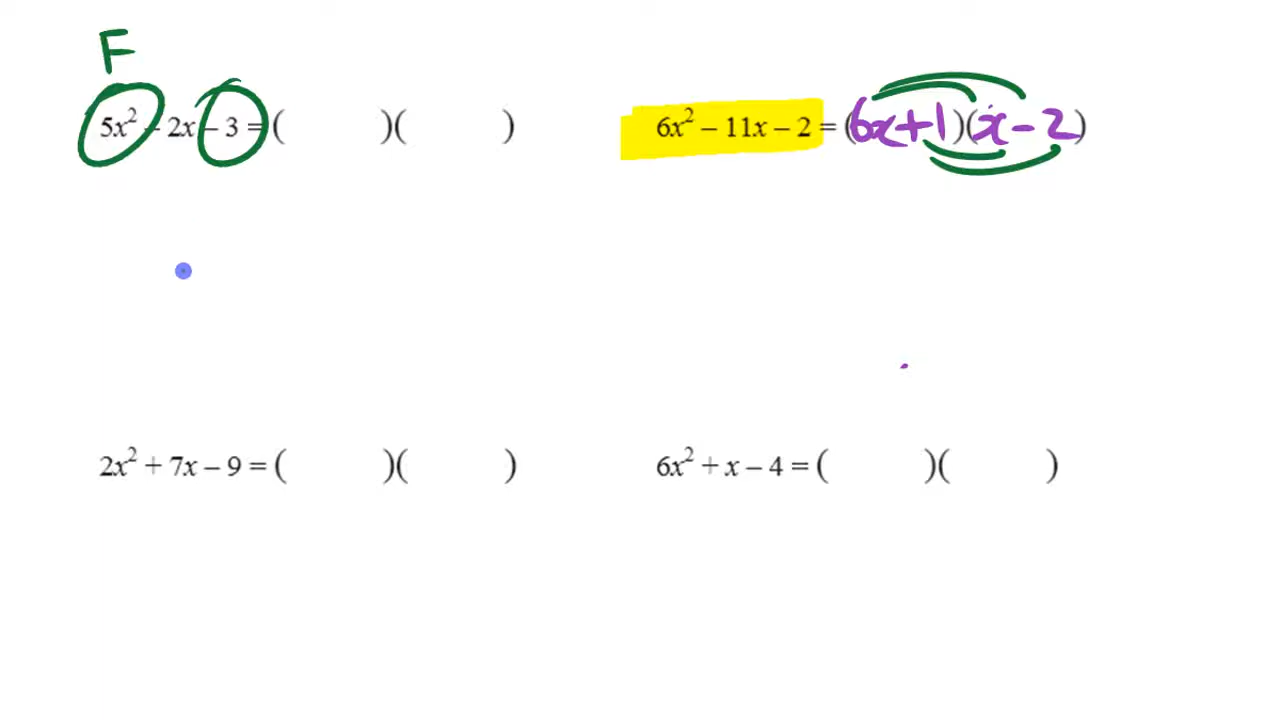 F
5x² – 2x – 3 = ( )( )
6x² – 11x – 2 = (6x+1)(x–2)
2x² + 7x – 9 = ( )( )
6x² + x – 4 = ( )( )